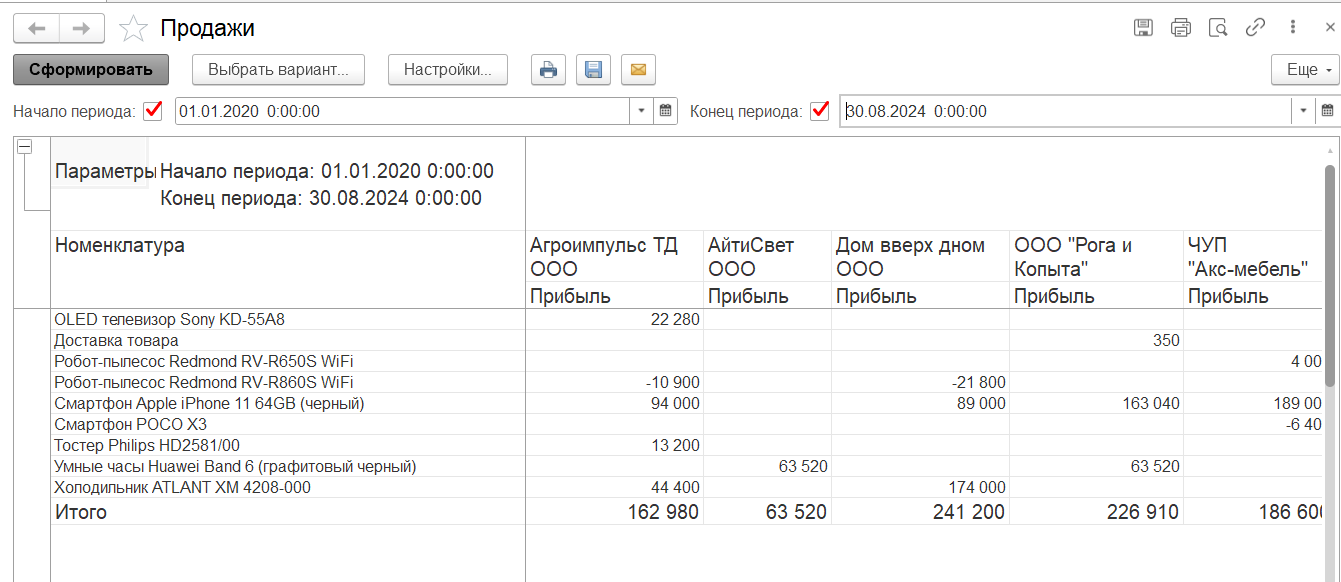 Продажи
Сформировать Выбрать вариант... Настройки... Еще
Начало периода: 01.01.2020 0:00:00 Конец периода: 30.08.2024 0:00:00
Параметры Начало периода: 01.01.2020 0:00:00
Конец периода: 30.08.2024 0:00:00
Номенклатура Агроимпульс ТД АйтиСвет Дом вверх дном ООО "Рога и ЧУП
ООО ООО ООО Копыта" "Акс-мебель"
Прибыль Прибыль Прибыль Прибыль Прибыль
OLED телевизор Sony KD-55A8 22 280
Доставка товара 350
Робот-пылесос Redmond RV-R650S WiFi 4 00
Робот-пылесос Redmond RV-R860S WiFi -10 900 -21 800
Смартфон Apple iPhone 11 64GB (черный) 94 000 89 000 163 040 189 00
Смартфон POCO X3 -6 40
Тостер Philips HD2581/00 13 200
Умные часы Huawei Band 6 (графитовый черный) 63 520 63 520
Холодильник ATLANT ХМ 4208-000 44 400 174 000
Итого 162 980 63 520 241 200 226 910 186 600